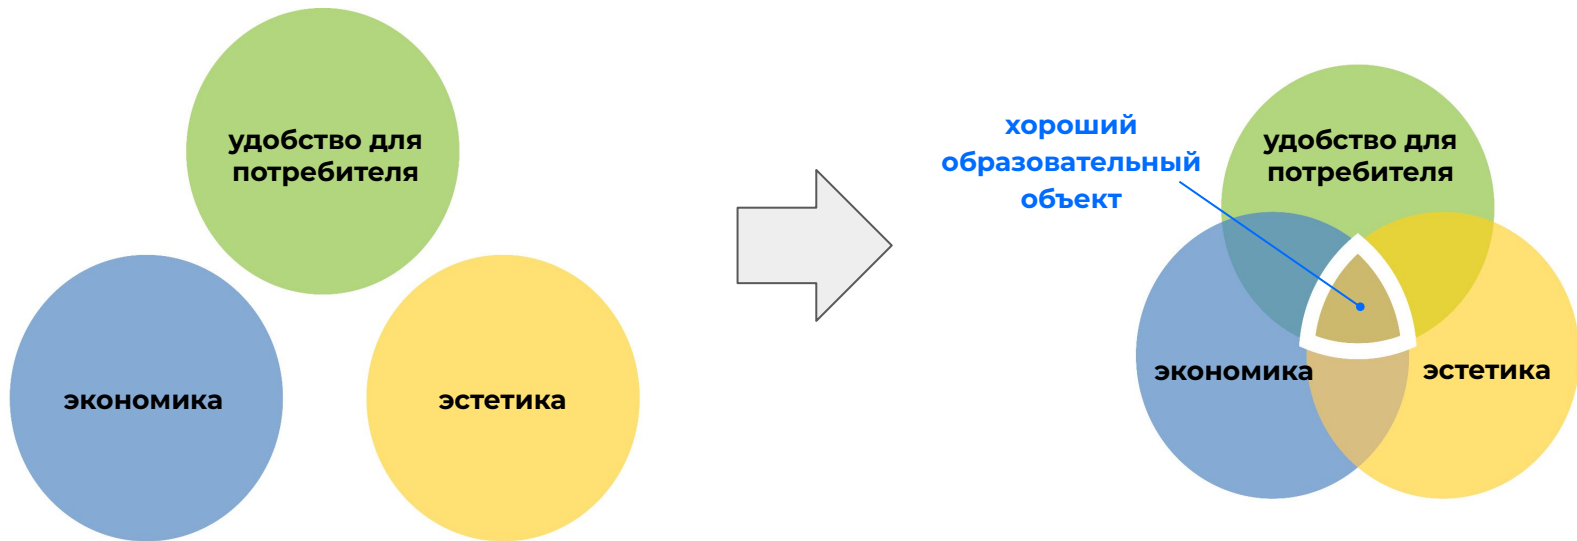 удобство для
потребителя
экономика
эстетика
хороший
образовательный
объект
удобство для
потребителя
экономика
эстетика